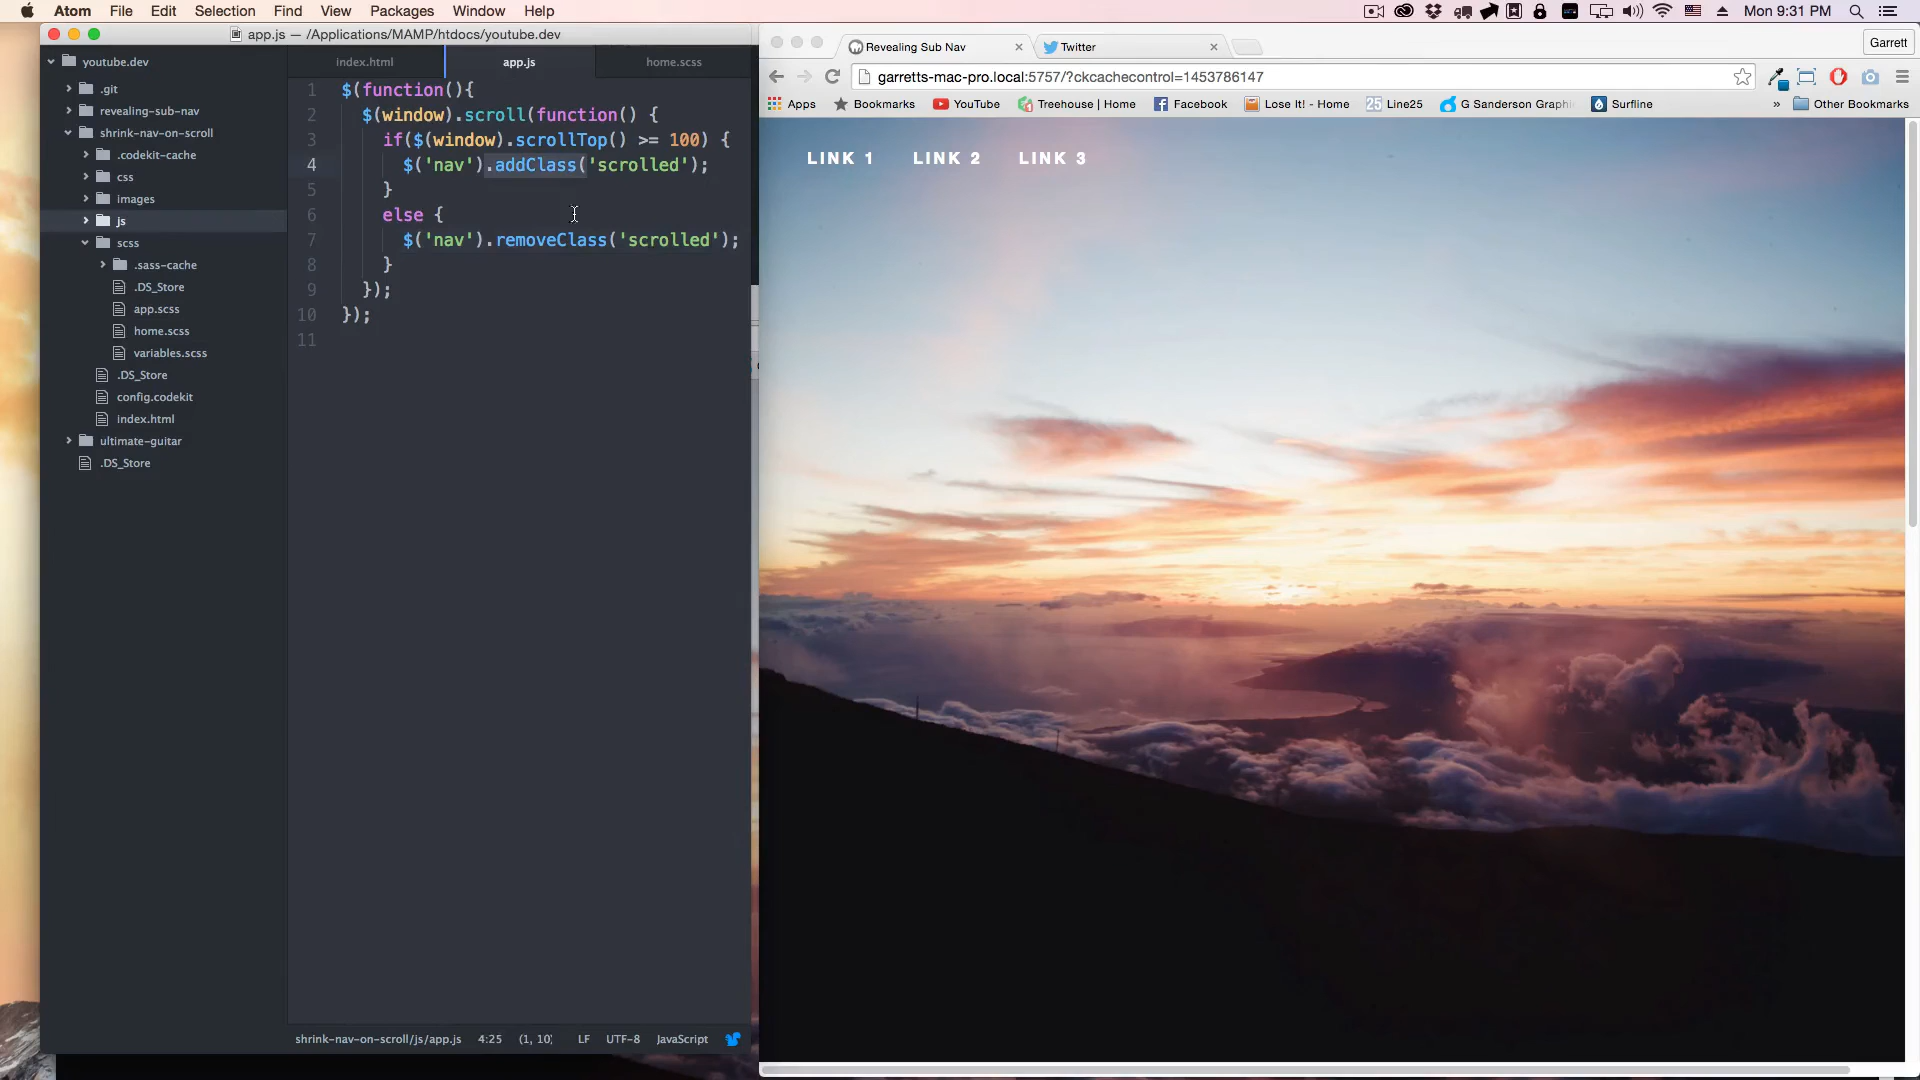 Atom File Edit Selection Find View Packages Window Help
Mon 9:31 PM
app.js — /Applications/MAMP/htdocs/youtube.dev
youtube.dev
.git
revealing-sub-nav
shrink-nav-on-scroll
.codekit-cache
css
images
js
scss
.sass-cache
.DS_Store
app.scss
home.scss
variables.scss
.DS_Store
config.codekit
index.html
ultimate-guitar
.DS_Store
index.html app.js home.scss
1 $(function(){
2 $(window).scroll(function() {
3 if($(window).scrollTop() >= 100) {
4 $('nav').addClass('scrolled');
5 }
6 else {
7 $('nav').removeClass('scrolled');
8 }
9 });
10 });
11
shrink-nav-on-scroll/js/app.js 4:25 (1, 10) LF UTF-8 JavaScript
Revealing Sub Nav Twitter Garrett
garretts-mac-pro.local:5757/?ckcachecontrol=1453786147
Apps Bookmarks YouTube Treehouse | Home Facebook Lose It! - Home 25 Line25 G Sanderson Graphi Surfline » Other Bookmarks
LINK 1 LINK 2 LINK 3